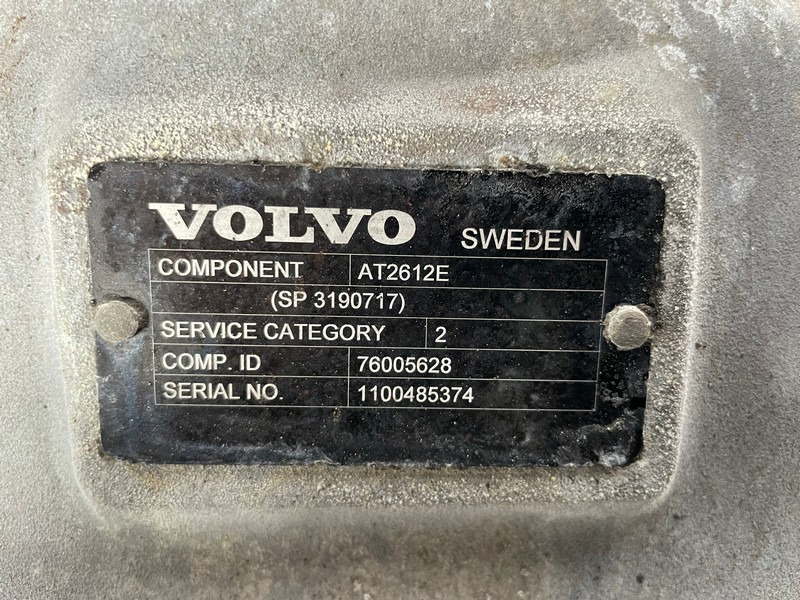 VOLVO SWEDEN
COMPONENT AT2612E
(SP 3190717)
SERVICE CATEGORY 2
COMP. ID 76005628
SERIAL NO. 1100485374